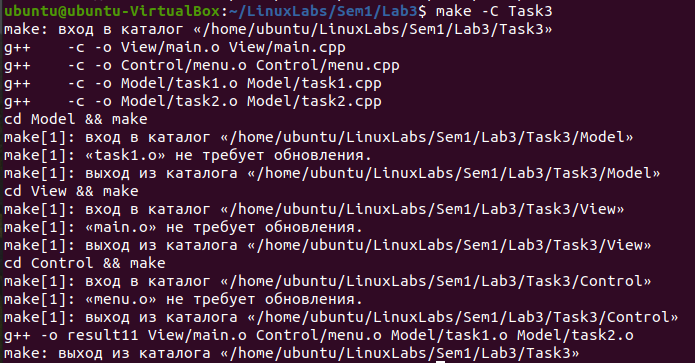 ubuntu@ubuntu-VirtualBox:~/LinuxLabs/Sem1/Lab3$ make -C Task3
make: вход в каталог «/home/ubuntu/LinuxLabs/Sem1/Lab3/Task3»
g++    -c -o View/main.o View/main.cpp
g++    -c -o Control/menu.o Control/menu.cpp
g++    -c -o Model/task1.o Model/task1.cpp
g++    -c -o Model/task2.o Model/task2.cpp
cd Model && make
make[1]: вход в каталог «/home/ubuntu/LinuxLabs/Sem1/Lab3/Task3/Model»
make[1]: «task1.o» не требует обновления.
make[1]: выход из каталога «/home/ubuntu/LinuxLabs/Sem1/Lab3/Task3/Model»
cd View && make
make[1]: вход в каталог «/home/ubuntu/LinuxLabs/Sem1/Lab3/Task3/View»
make[1]: «main.o» не требует обновления.
make[1]: выход из каталога «/home/ubuntu/LinuxLabs/Sem1/Lab3/Task3/View»
cd Control && make
make[1]: вход в каталог «/home/ubuntu/LinuxLabs/Sem1/Lab3/Task3/Control»
make[1]: «menu.o» не требует обновления.
make[1]: выход из каталога «/home/ubuntu/LinuxLabs/Sem1/Lab3/Task3/Control»
g++ -o result11 View/main.o Control/menu.o Model/task1.o Model/task2.o
make: выход из каталога «/home/ubuntu/LinuxLabs/Sem1/Lab3/Task3»